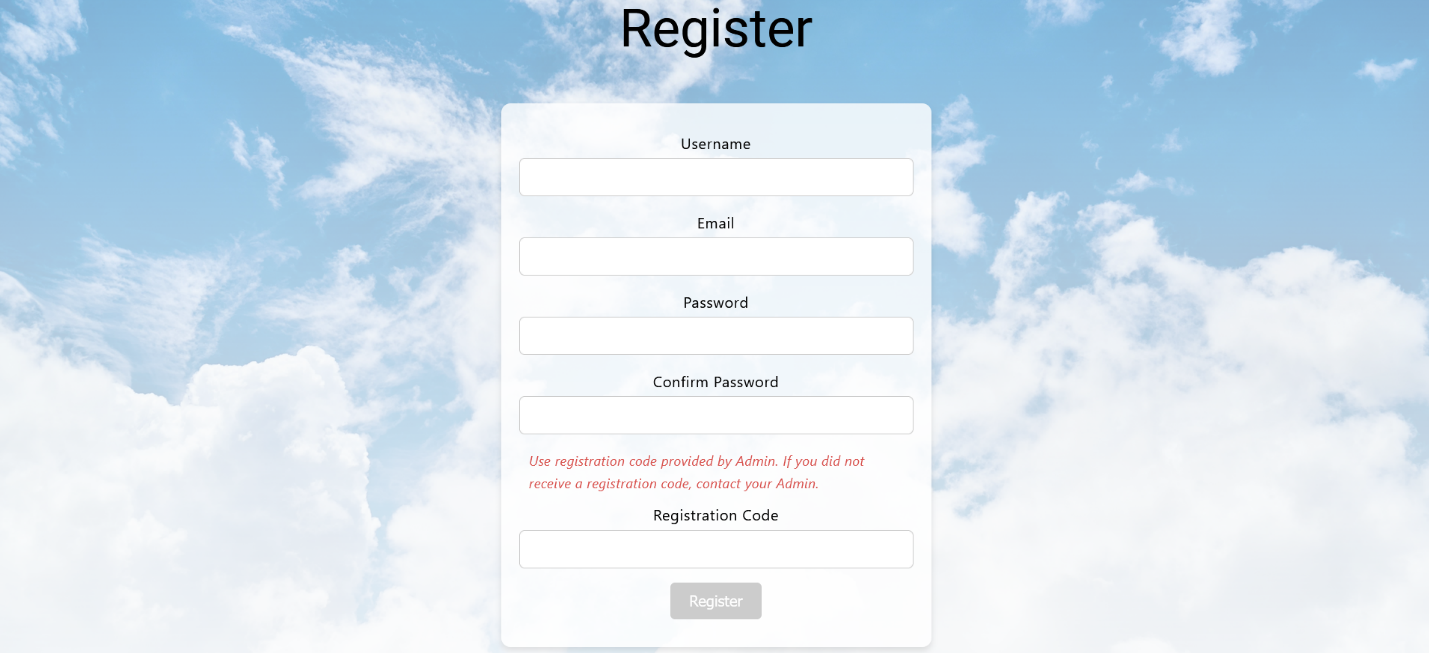 Register
Username
Email
Password
Confirm Password
Use registration code provided by Admin. If you did not
receive a registration code, contact your Admin.
Registration Code
Register